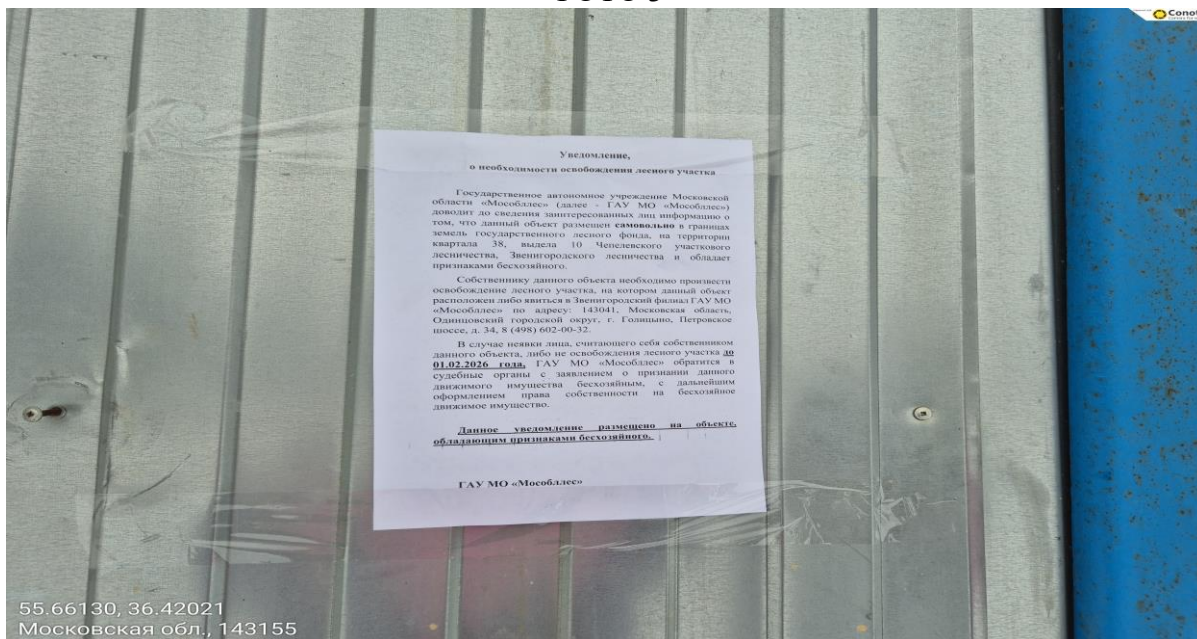 Conot
Уведомление,
о необходимости освобождения лесного участка
Государственное автономное учреждение Московской
области «Мособллес» (далее - ГАУ МО «Мособллес»)
доводит до сведения заинтересованных лиц информацию о
том, что данный объект размещен самовольно в границах
земель государственного лесного фонда, на территории
квартала 38, выдела 10 Чепелевского участкового
лесничества, Звенигородского лесничества и обладает
признаками бесхозяйного.
Собственнику данного объекта необходимо произвести
освобождение лесного участка, на котором данный объект
расположен либо явиться в Звенигородский филиал ГАУ МО
«Мособллес» по адресу: 143041, Московская область,
Одинцовский городской округ, г. Голицыно, Петровское
шоссе, д. 34, 8 (498) 602-00-32.
В случае неявки лица, считающего себя собственником
данного объекта, либо не освобождения лесного участка до
01.02.2026 года, ГАУ МО «Мособллес» обратится в
судебные органы с заявлением о признании данного
движимого имущества бесхозяйным, с дальнейшим
оформлением права собственности на бесхозяйное
движимое имущество.
Данное уведомление размещено на объекте,
обладающим признаками бесхозяйного.
ГАУ МО «Мособллес»
55.66130, 36.42021
Московская обл., 143155